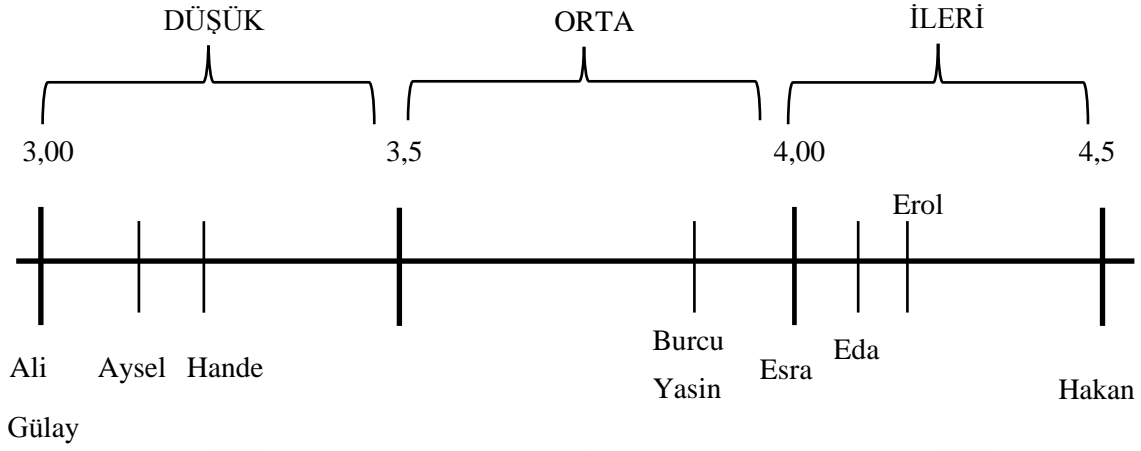 DÜŞÜK ORTA İLERİ
3,00 3,5 4,00 4,5
Erol
Burcu
Eda
Ali Aysel Hande Esra
Yasin Hakan
Gülay